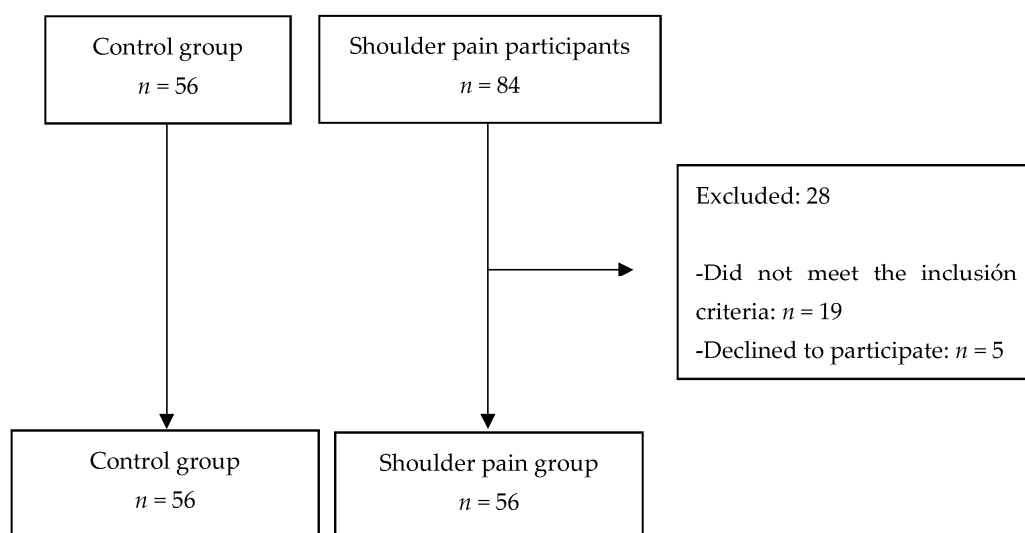 Control group
n = 56
Shoulder pain participants
n = 84
Excluded: 28
-Did not meet the inclusión
criteria: n = 19
-Declined to participate: n = 5
Control group
n = 56
Shoulder pain group
n = 56